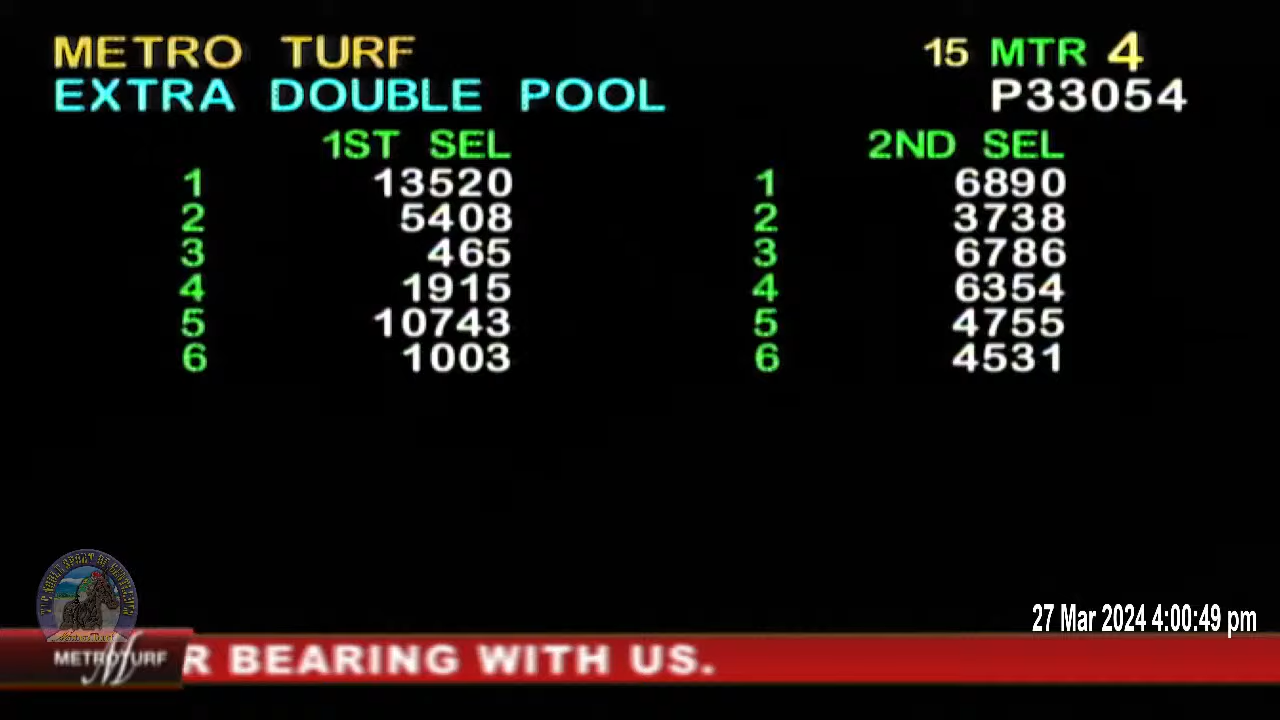 METRO TURF 15 MTR 4
EXTRA DOUBLE POOL P33054
1ST SEL 2ND SEL
1 13520 1 6890
2 5408 2 3738
3 465 3 6786
4 1915 4 6354
5 10743 5 4755
6 1003 6 4531
27 Mar 2024 4:00:49 pm
METROTURF R BEARING WITH US.